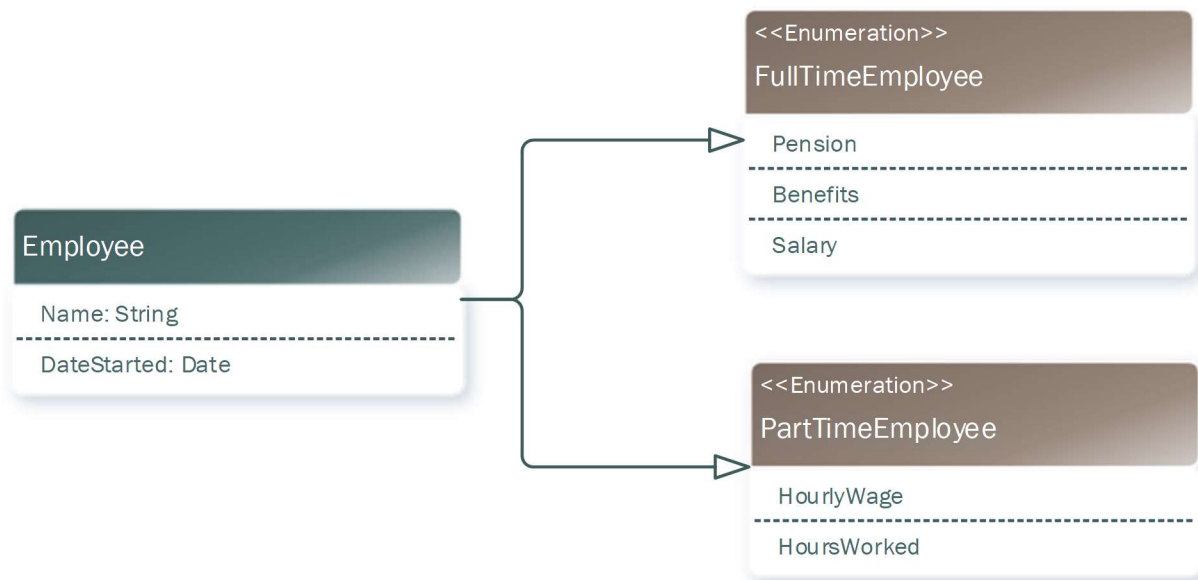 Employee
Name: String
DateStarted: Date
<<Enumeration>>
FullTimeEmployee
Pension
Benefits
Salary
<<Enumeration>>
PartTimeEmployee
HourlyWage
HoursWorked